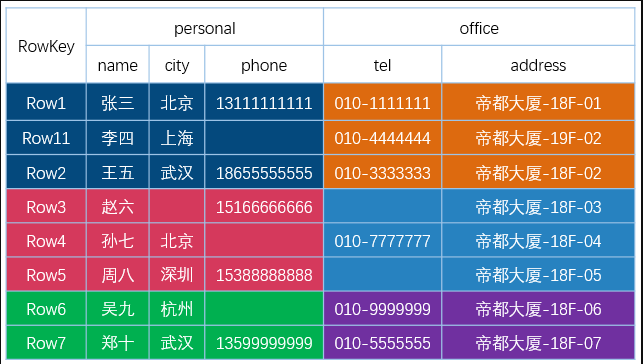 RowKey personal office
name city phone tel address
Row1 张三 北京 13111111111 010-1111111 帝都大厦-18F-01
Row11 李四 上海 010-4444444 帝都大厦-19F-02
Row2 王五 武汉 18655555555 010-3333333 帝都大厦-18F-02
Row3 赵六 15166666666 帝都大厦-18F-03
Row4 孙七 北京 010-7777777 帝都大厦-18F-04
Row5 周八 深圳 15388888888 帝都大厦-18F-05
Row6 吴九 杭州 010-9999999 帝都大厦-18F-06
Row7 郑十 武汉 13599999999 010-5555555 帝都大厦-18F-07